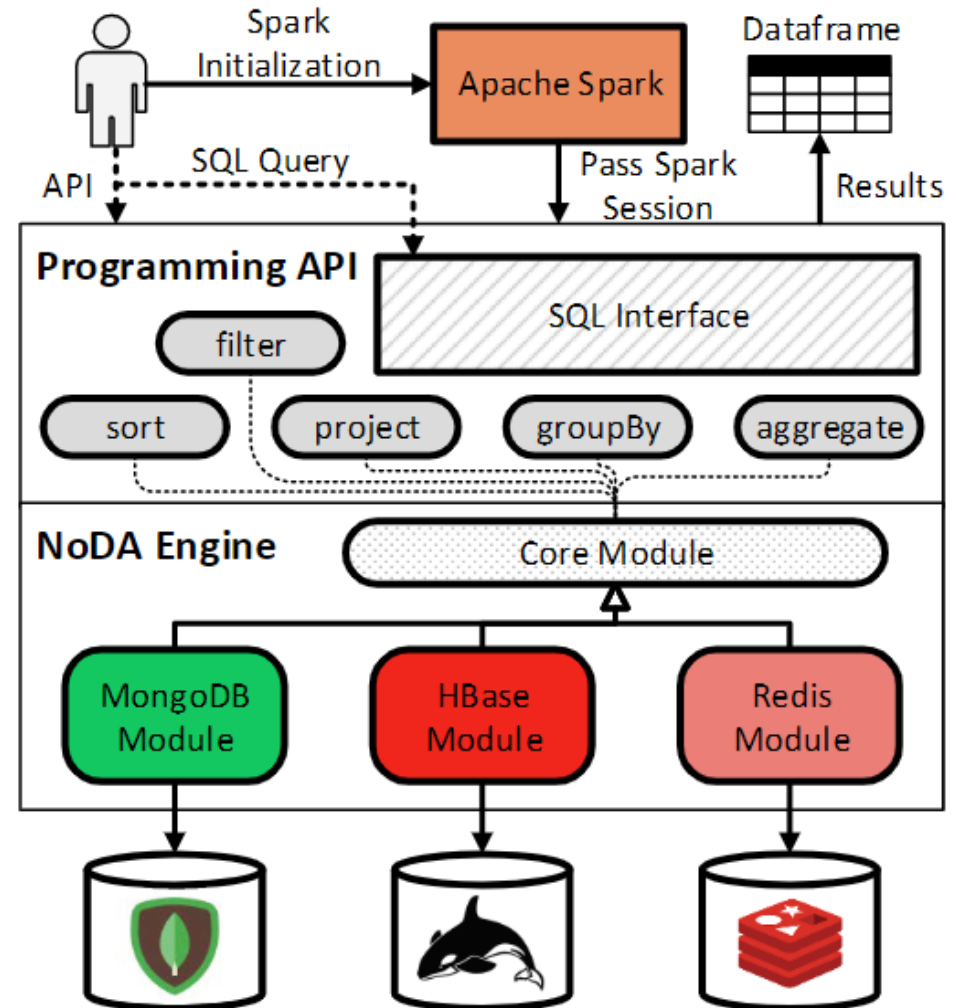 Spark
Initialization
Apache Spark
Dataframe
SQL Query
API
Pass Spark
Session
Results
Programming API
SQL Interface
filter
sort
project
groupBy
aggregate
NoDA Engine
Core Module
MongoDB
Module
HBase
Module
Redis
Module